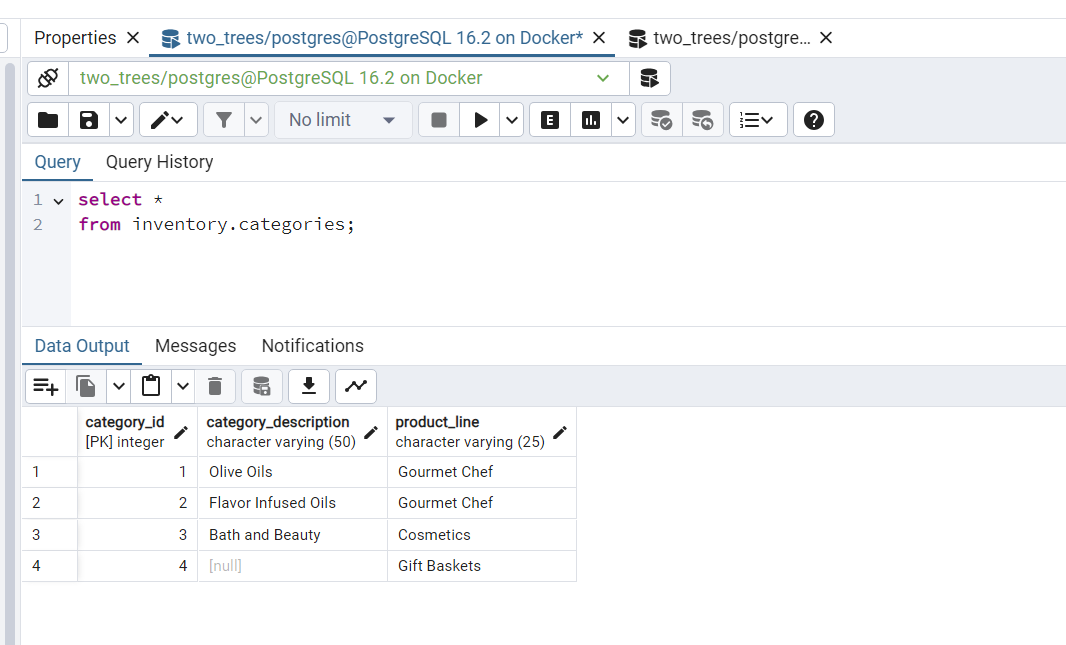 Properties
two_trees/postgres@PostgreSQL 16.2 on Docker*
two_trees/postgre...
two_trees/postgres@PostgreSQL 16.2 on Docker
No limit
E
Query Query History
1 select *
2 from inventory.categories;
Data Output Messages Notifications
category_id category_description product_line
[PK] integer character varying (50) character varying (25)
1 1 Olive Oils Gourmet Chef
2 2 Flavor Infused Oils Gourmet Chef
3 3 Bath and Beauty Cosmetics
4 4 [null] Gift Baskets